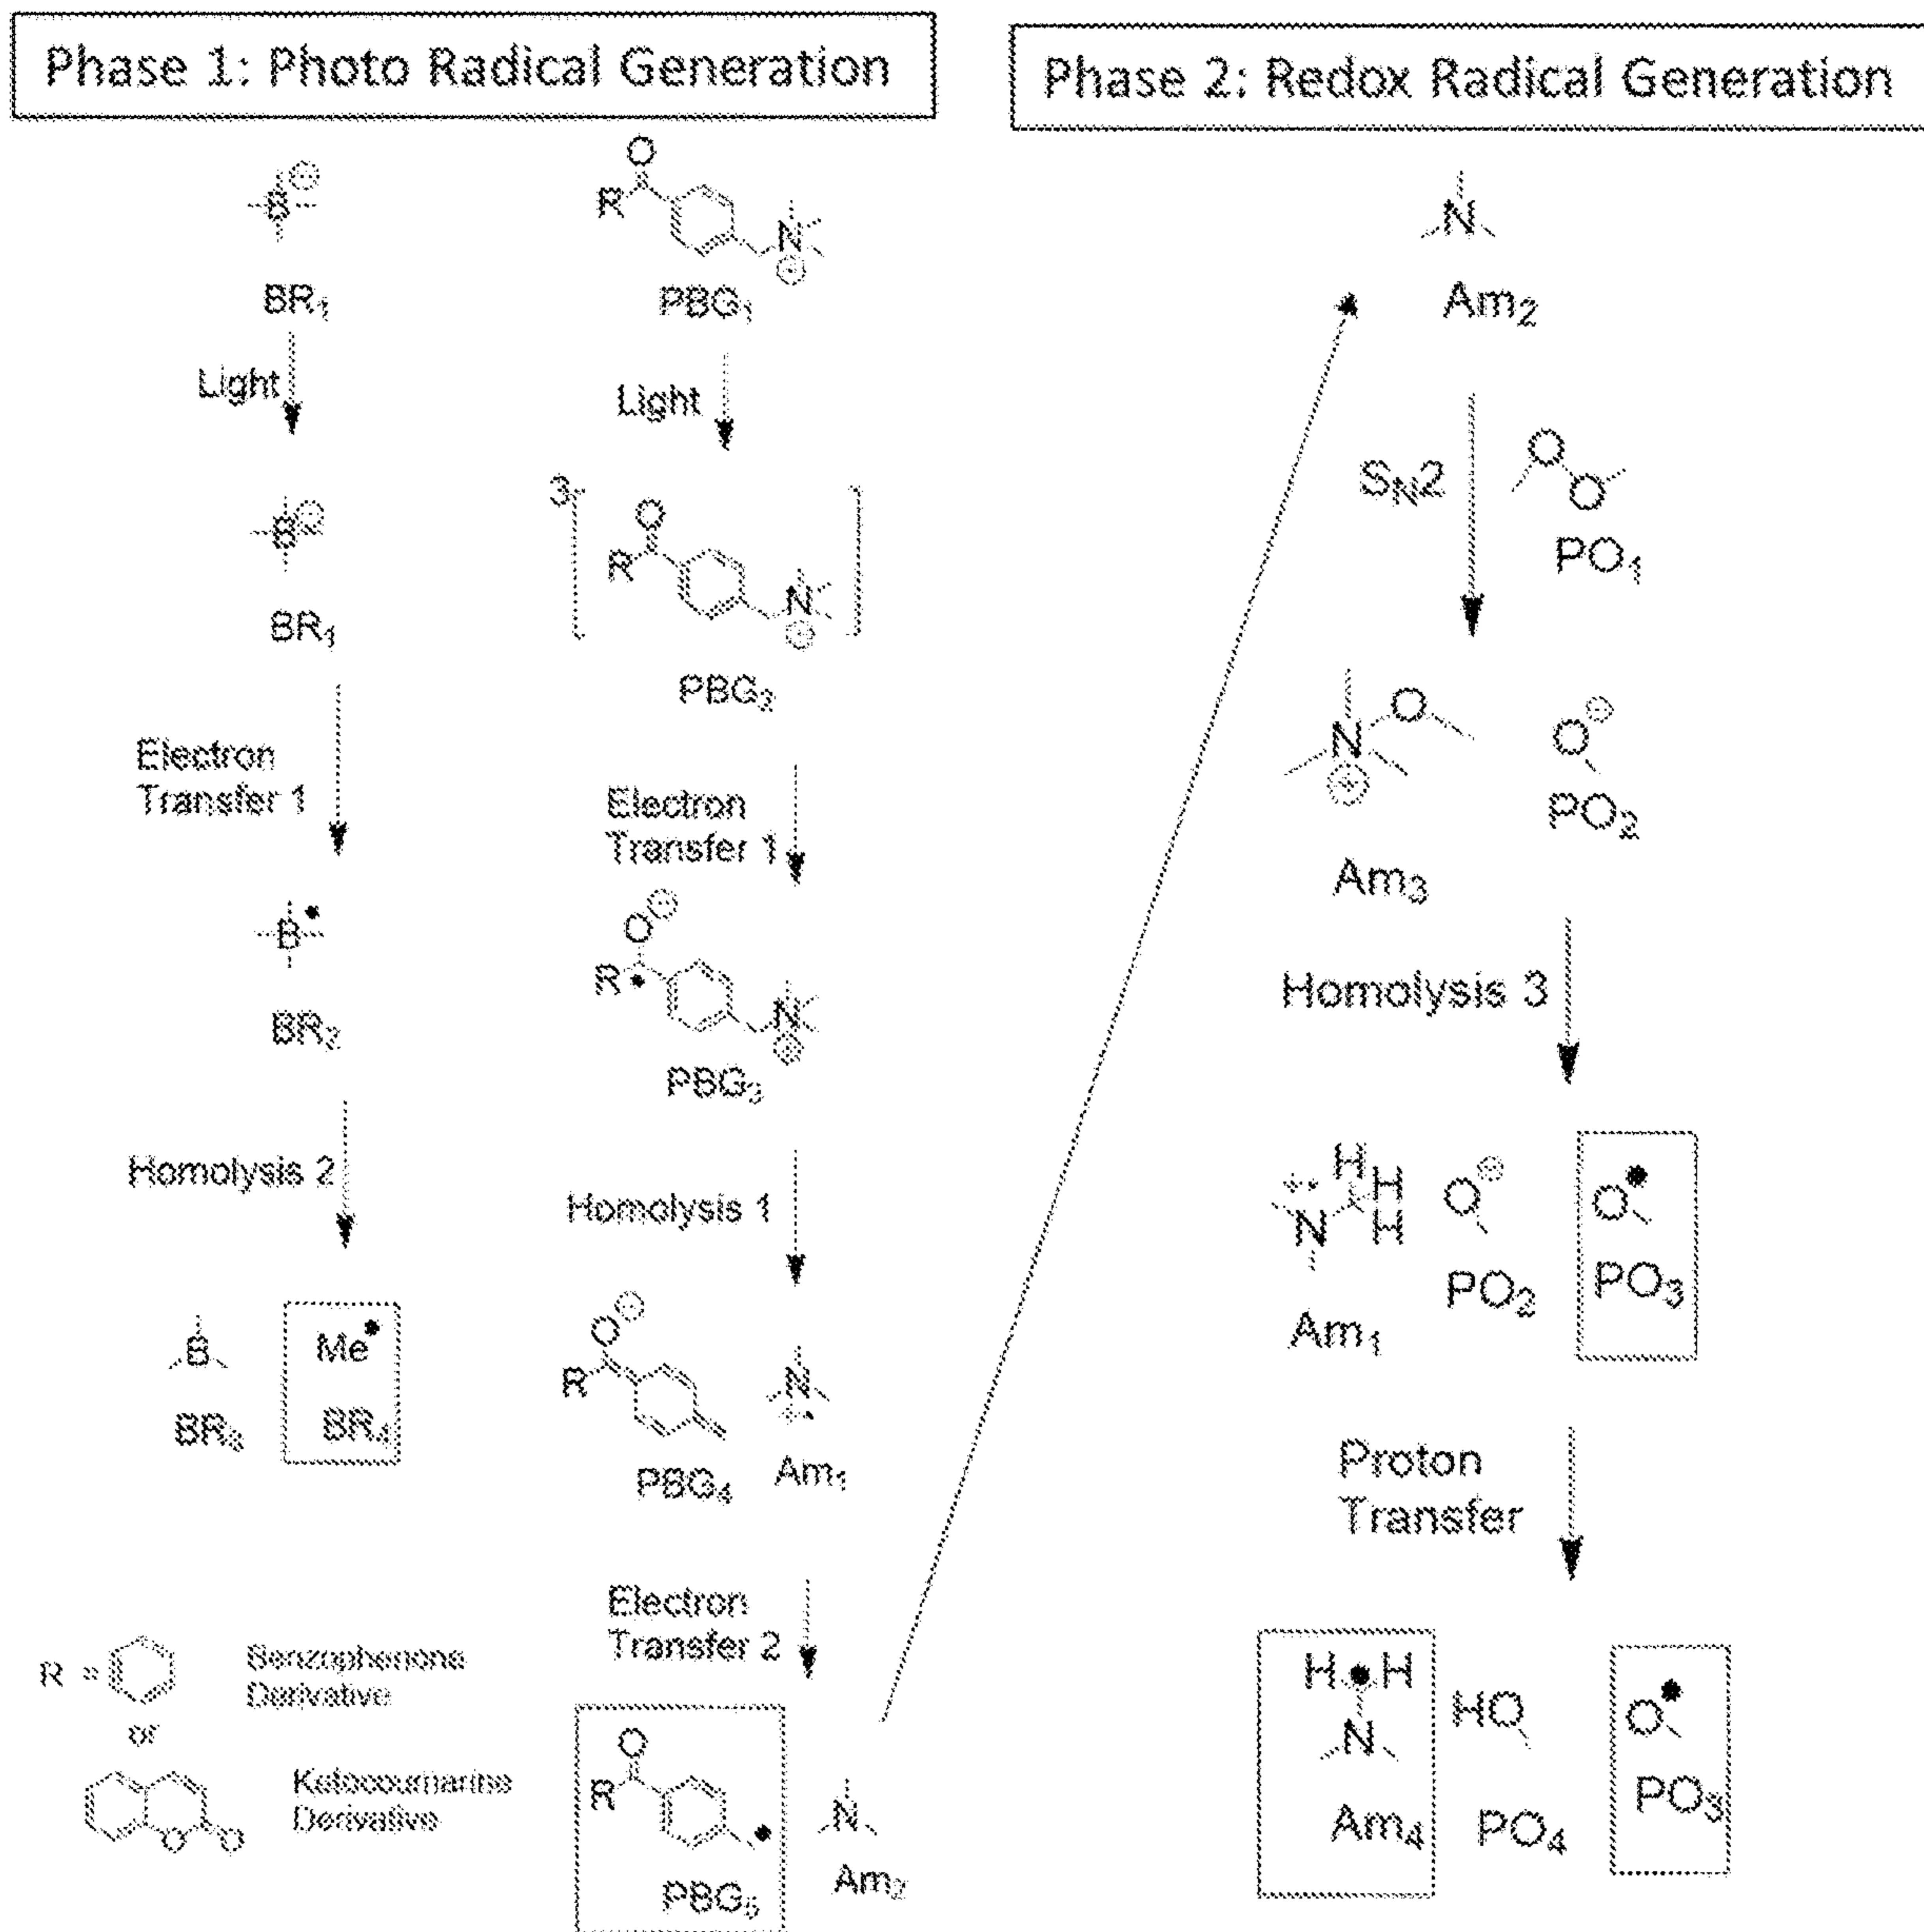 Phase 1: Photo Radical Generation
B⊖
BR₁
Light
B⊖
BR₁
Electron
Transfer 1
B•
BR₂
Homolysis 2
B
BR₃
Me•
BR₄
R =
Benzophenone
Derivative
or
O
O
Ketocoumarine
Derivative
O
R
N
⊕
PBG₁
Light
3
O
R
N
⊕
PBG₂
Electron
Transfer 1
O⊖
R
•
N
⊕
PBG₃
Homolysis 1
O⊖
R
PBG₄
N
+•
Am₁
Electron
Transfer 2
O
R
•
PBG₅
N
Am₂
Phase 2: Redox Radical Generation
N
Am₂
SN2
O
O
PO₁
N
O
⊕
Am₃
O⊖
PO₂
Homolysis 3
+•
N
H
H
H
Am₁
O⊖
PO₂
O•
PO₃
Proton
Transfer
H•H
N
Am₄
HO
PO₄
O•
PO₃